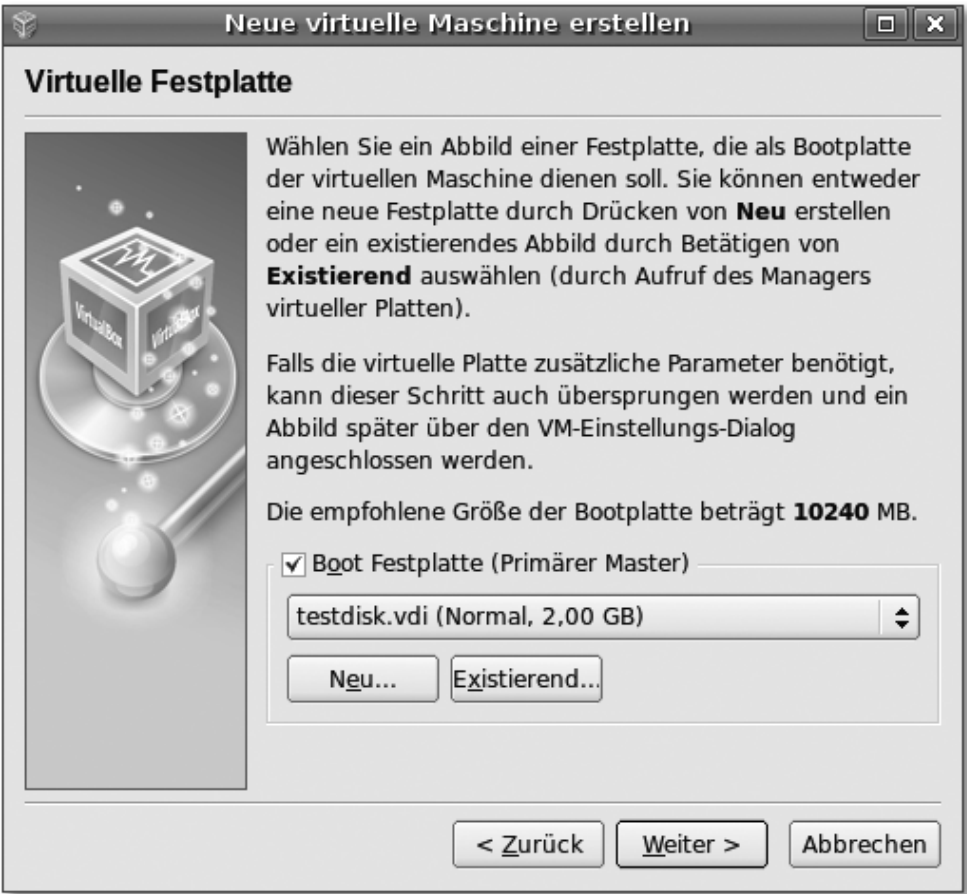 Neue virtuelle Maschine erstellen
Virtuelle Festplatte
Wählen Sie ein Abbild einer Festplatte, die als Bootplatte
der virtuellen Maschine dienen soll. Sie können entweder
eine neue Festplatte durch Drücken von Neu erstellen
oder ein existierendes Abbild durch Betätigen von
Existierend auswählen (durch Aufruf des Managers
virtueller Platten).
Falls die virtuelle Platte zusätzliche Parameter benötigt,
kann dieser Schritt auch übersprungen werden und ein
Abbild später über den VM-Einstellungs-Dialog
angeschlossen werden.
Die empfohlene Größe der Bootplatte beträgt 10240 MB.
Boot Festplatte (Primärer Master)
testdisk.vdi (Normal, 2,00 GB)
Neu... Existierend...
VirtualBox VirtualBox
< Zurück Weiter > Abbrechen